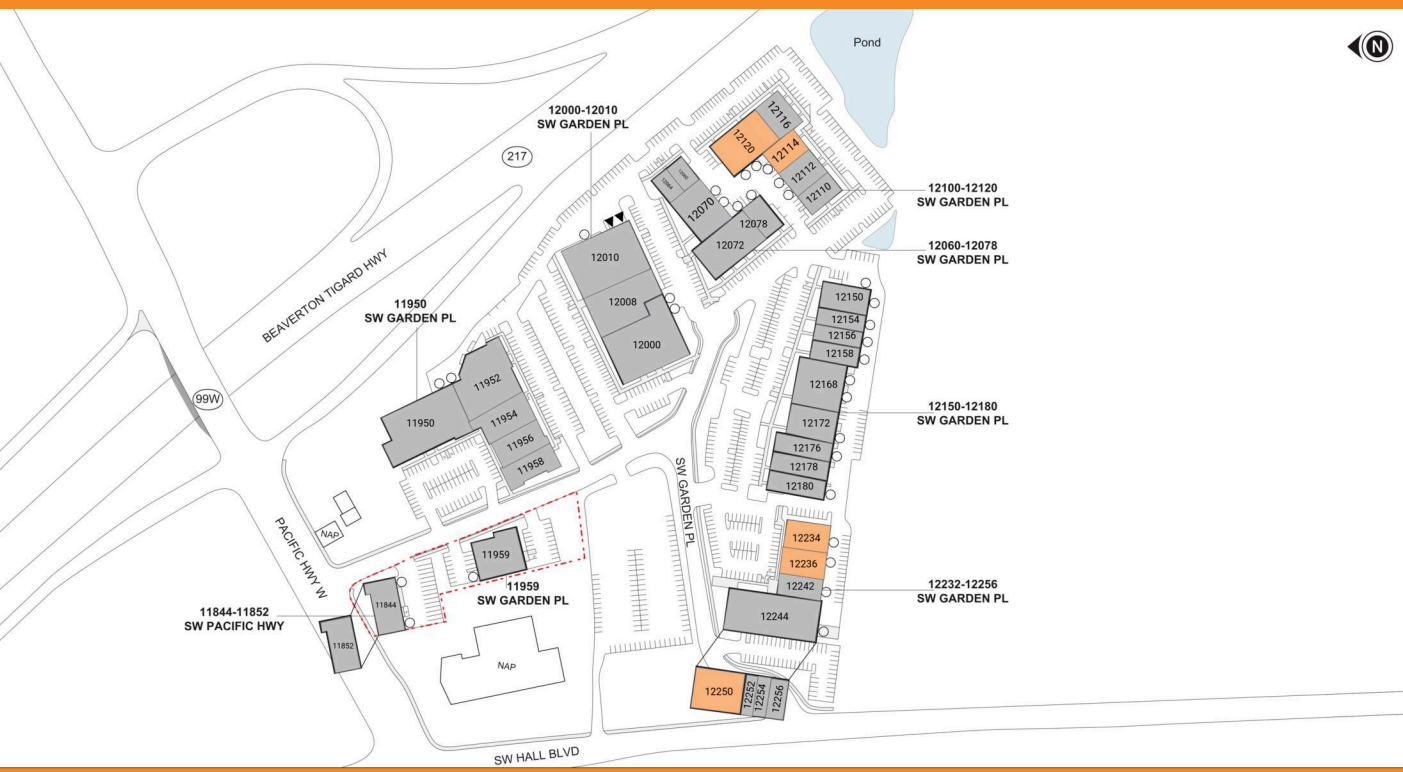 Pond
N
12000-12010
SW GARDEN PL
217
12116
12120
12114
12112
12110
12100-12120
SW GARDEN PL
12070
12078
12072
12060-12078
SW GARDEN PL
12010
12008
12000
BEAVERTON TIGARD HWY
11950
SW GARDEN PL
11952
11950
11954
11956
11958
99W
12150
12154
12156
12158
12168
12172
12176
12178
12180
12150-12180
SW GARDEN PL
SW GARDEN PL
PACIFIC HWY W
NAP
11959
11959
SW GARDEN PL
11844-11852
SW PACIFIC HWY
11844
11852
NAP
12234
12236
12242
12244
12232-12256
SW GARDEN PL
12250
12252
12254
12256
SW HALL BLVD